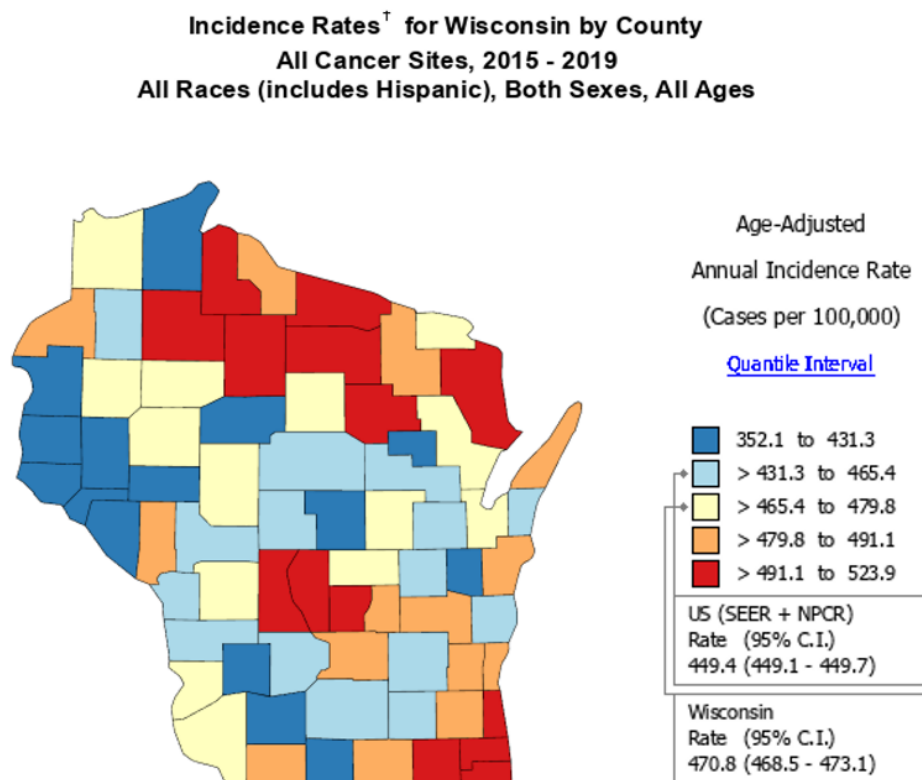 Incidence Rates† for Wisconsin by County
All Cancer Sites, 2015 - 2019
All Races (includes Hispanic), Both Sexes, All Ages
Age-Adjusted
Annual Incidence Rate
(Cases per 100,000)
Quantile Interval
352.1 to 431.3
> 431.3 to 465.4
> 465.4 to 479.8
> 479.8 to 491.1
> 491.1 to 523.9
US (SEER + NPCR)
Rate (95% C.I.)
449.4 (449.1 - 449.7)
Wisconsin
Rate (95% C.I.)
470.8 (468.5 - 473.1)